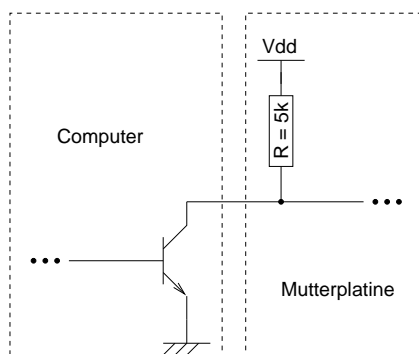 Vdd
R = 5k
Computer
Mutterplatine